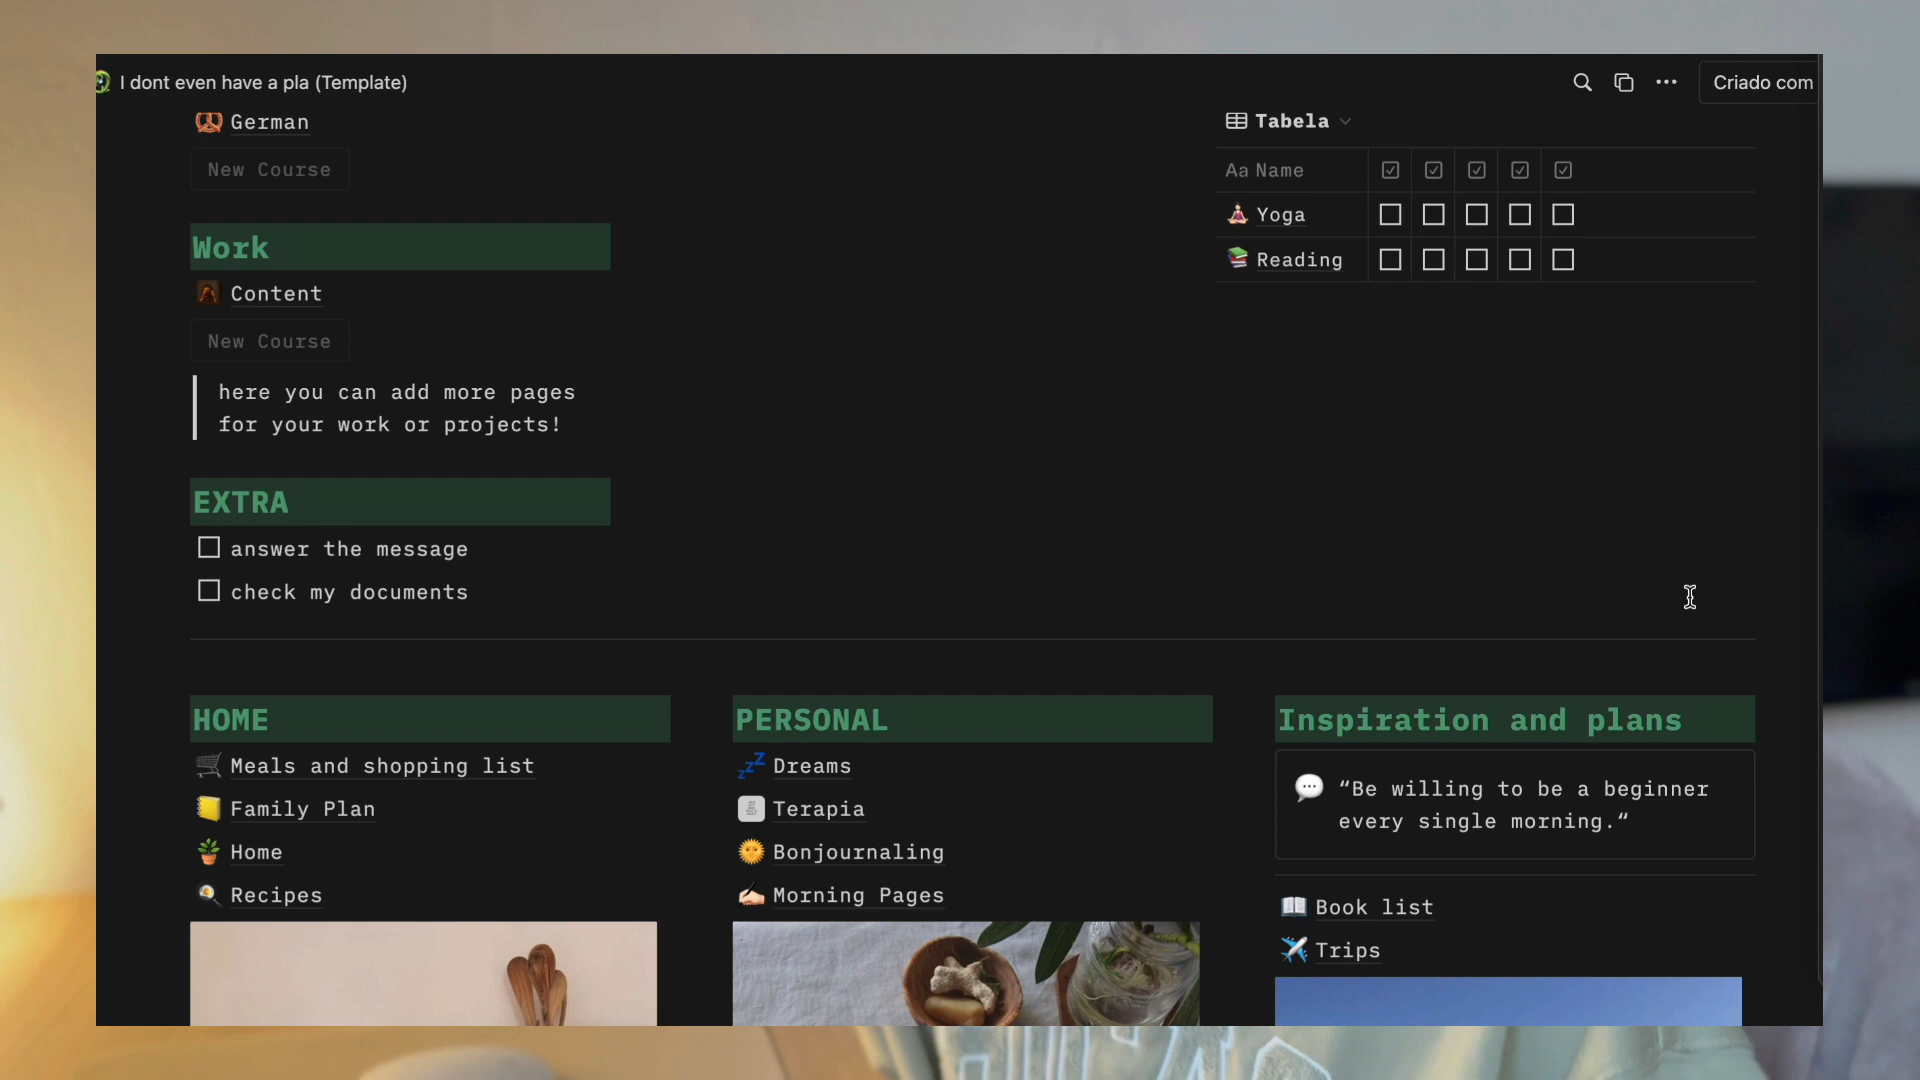 I dont even have a pla (Template)
Criado com
German
New Course
Work
Content
New Course
here you can add more pages
for your work or projects!
EXTRA
answer the message
check my documents
Tabela
Aa Name
Yoga
Reading
HOME
Meals and shopping list
Family Plan
Home
Recipes
PERSONAL
zzZ
Dreams
Terapia
Bonjournaling
Morning Pages
Inspiration and plans
“Be willing to be a beginner
every single morning.“
Book list
Trips